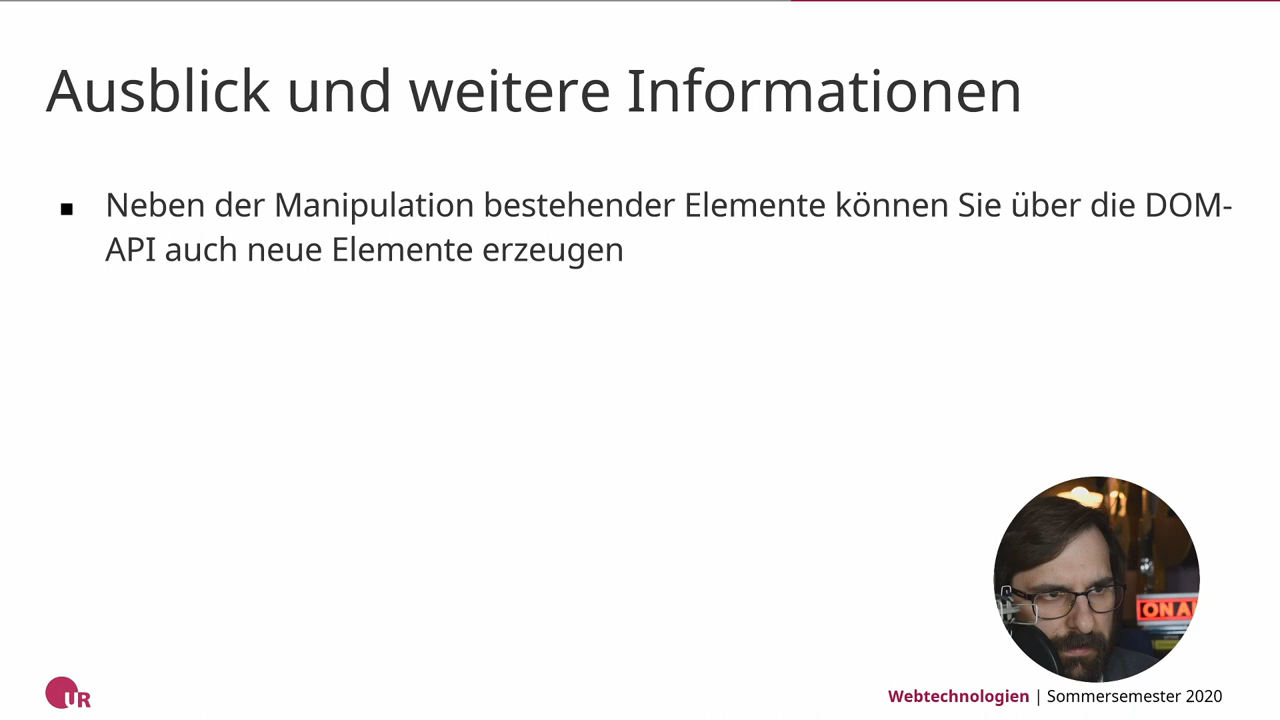 Ausblick und weitere Informationen
Neben der Manipulation bestehender Elemente können Sie über die DOM-
API auch neue Elemente erzeugen
ON A
UR
Webtechnologien | Sommersemester 2020